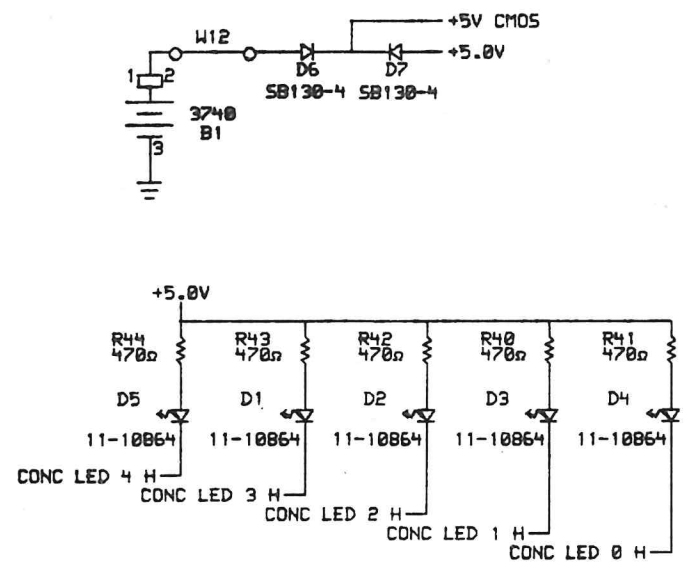 +5V CMOS
W12
+5.0V
D6
D7
1
2
SB130-4
SB130-4
3740
B1
3
+5.0V
R44
470Ω
R43
470Ω
R42
470Ω
R40
470Ω
R41
470Ω
D5
D1
D2
D3
D4
11-10864
11-10864
11-10864
11-10864
11-10864
CONC LED 4 H
CONC LED 3 H
CONC LED 2 H
CONC LED 1 H
CONC LED 0 H